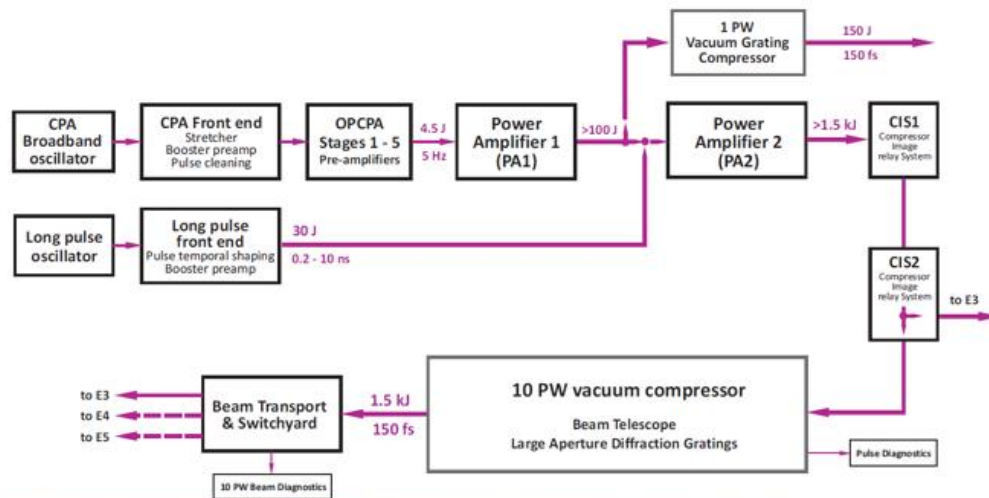 1 PW
Vacuum Grating
Compressor
150 J
150 fs
CPA
Broadband
oscillator
CPA Front end
Stretcher
Booster preamp
Pulse cleaning
OPCPA
Stages 1 - 5
Pre-amplifiers
4.5 J
5 Hz
Power
Amplifier 1
(PA1)
>100 J
Power
Amplifier 2
(PA2)
>1.5 kJ
CIS1
Compressor
Image
relay System
Long pulse
oscillator
Long pulse
front end
Pulse temporal shaping
Booster preamp
30 J
0.2 - 10 ns
CIS2
Compressor
Image
relay System
to E3
to E3
to E4
to E5
Beam Transport
& Switchyard
1.5 kJ
150 fs
10 PW vacuum compressor
Beam Telescope
Large Aperture Diffraction Gratings
Pulse Diagnostics
10 PW Beam Diagnostics